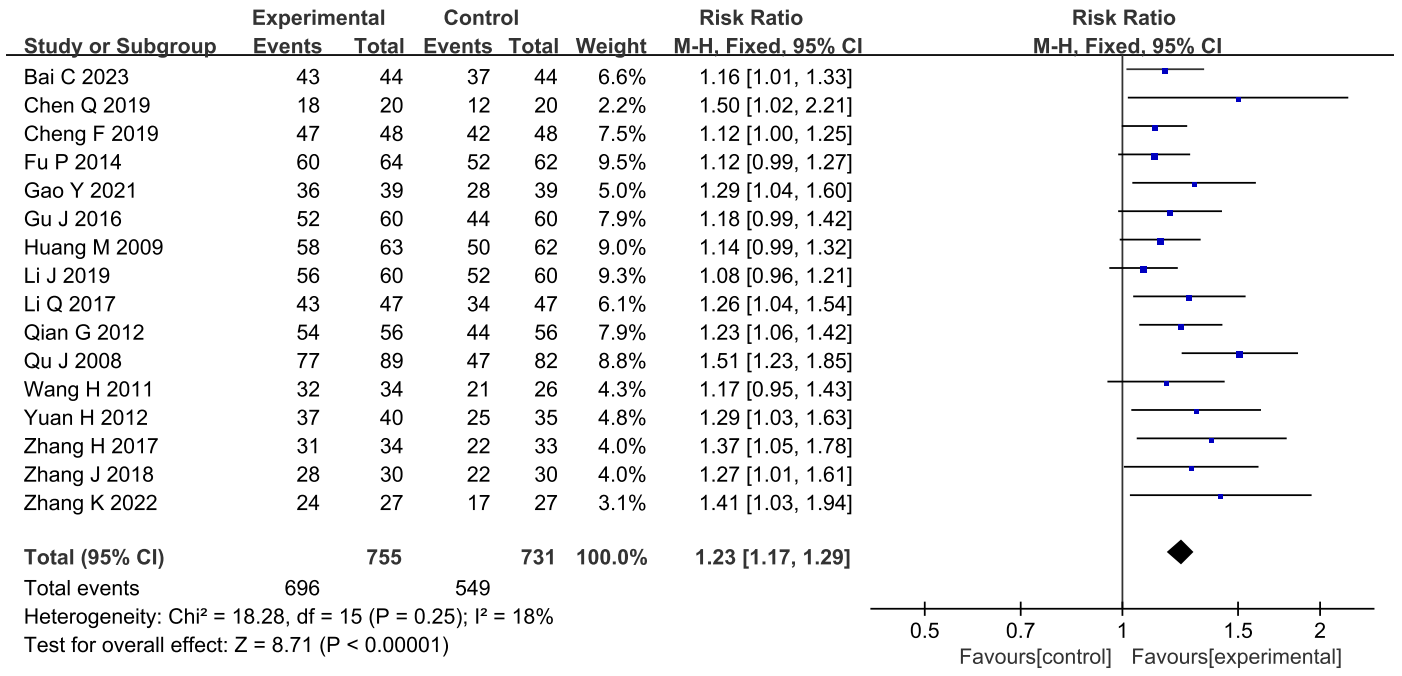 Experimental Control Risk Ratio Risk Ratio
Study or Subgroup Events Total Events Total Weight M-H, Fixed, 95% CI M-H, Fixed, 95% CI
Bai C 2023 43 44 37 44 6.6% 1.16 [1.01, 1.33]
Chen Q 2019 18 20 12 20 2.2% 1.50 [1.02, 2.21]
Cheng F 2019 47 48 42 48 7.5% 1.12 [1.00, 1.25]
Fu P 2014 60 64 52 62 9.5% 1.12 [0.99, 1.27]
Gao Y 2021 36 39 28 39 5.0% 1.29 [1.04, 1.60]
Gu J 2016 52 60 44 60 7.9% 1.18 [0.99, 1.42]
Huang M 2009 58 63 50 62 9.0% 1.14 [0.99, 1.32]
Li J 2019 56 60 52 60 9.3% 1.08 [0.96, 1.21]
Li Q 2017 43 47 34 47 6.1% 1.26 [1.04, 1.54]
Qian G 2012 54 56 44 56 7.9% 1.23 [1.06, 1.42]
Qu J 2008 77 89 47 82 8.8% 1.51 [1.23, 1.85]
Wang H 2011 32 34 21 26 4.3% 1.17 [0.95, 1.43]
Yuan H 2012 37 40 25 35 4.8% 1.29 [1.03, 1.63]
Zhang H 2017 31 34 22 33 4.0% 1.37 [1.05, 1.78]
Zhang J 2018 28 30 22 30 4.0% 1.27 [1.01, 1.61]
Zhang K 2022 24 27 17 27 3.1% 1.41 [1.03, 1.94]
Total (95% CI) 755 731 100.0% 1.23 [1.17, 1.29]
Total events 696 549
Heterogeneity: Chi² = 18.28, df = 15 (P = 0.25); I² = 18%
Test for overall effect: Z = 8.71 (P < 0.00001)
0.5 0.7 1 1.5 2
Favours[control] Favours[experimental]